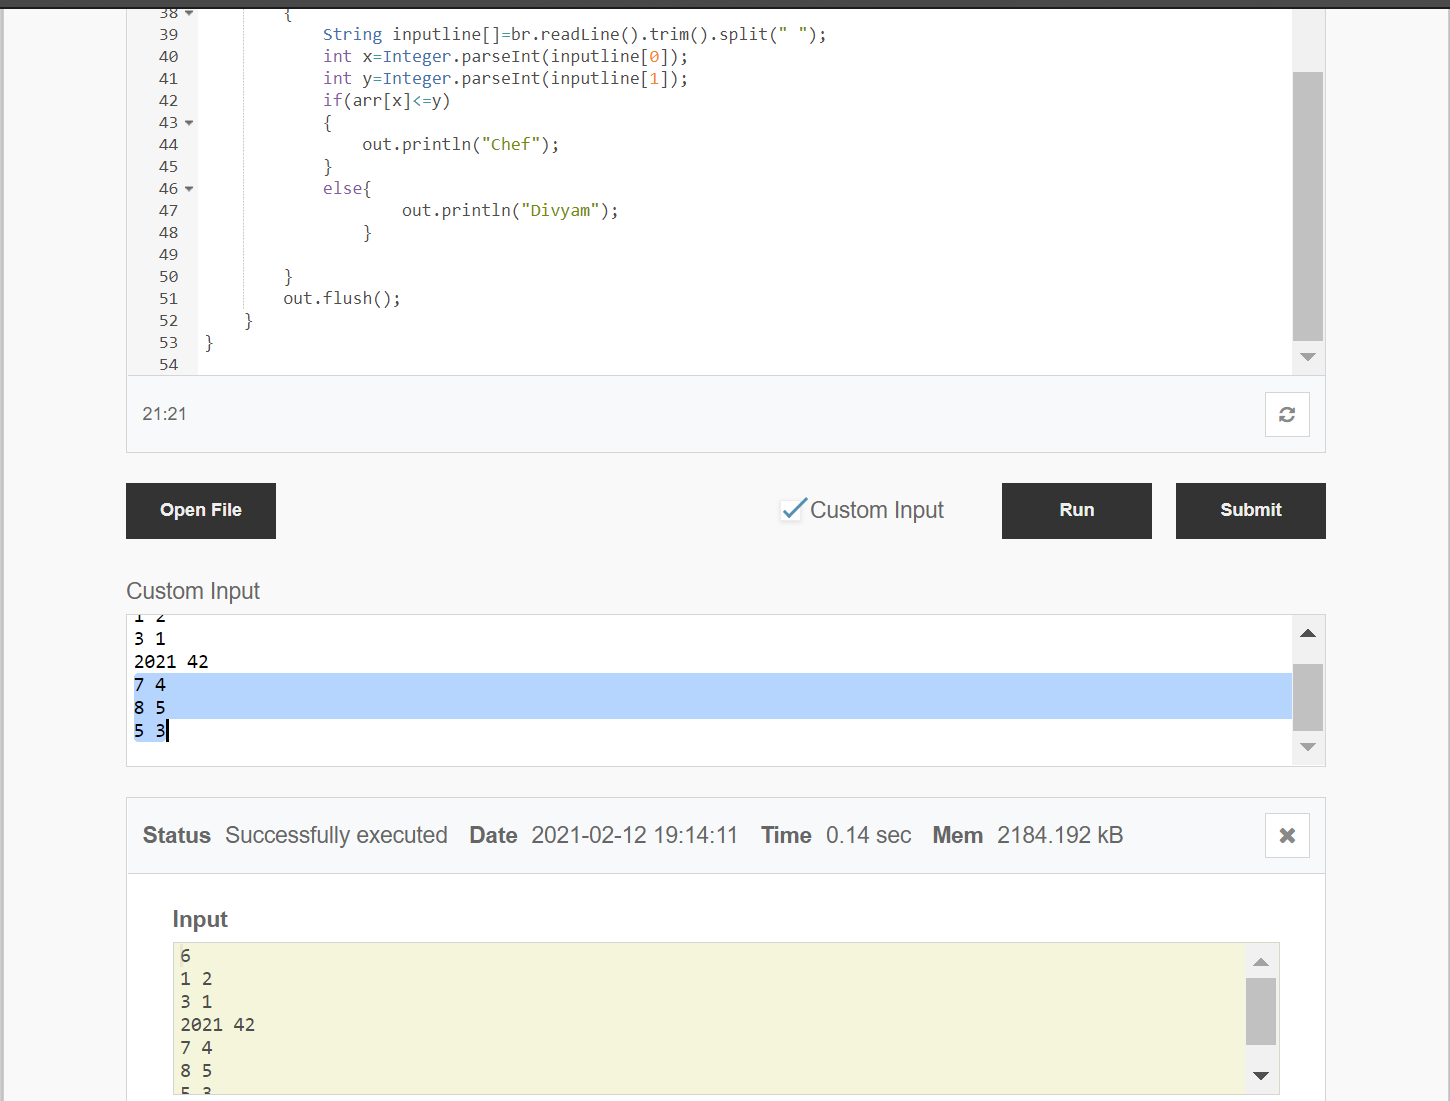 38 {
39 String inputline[]=br.readLine().trim().split(" ");
40 int x=Integer.parseInt(inputline[0]);
41 int y=Integer.parseInt(inputline[1]);
42 if(arr[x]<=y)
43 {
44 out.println("Chef");
45 }
46 else{
47 out.println("Divyam");
48 }
49
50 }
51 out.flush();
52 }
53 }
54
21:21
Open File
Custom Input
Run
Submit
Custom Input
1 2
3 1
2021 42
7 4
8 5
5 3
Status Successfully executed Date 2021-02-12 19:14:11 Time 0.14 sec Mem 2184.192 kB
Input
6
1 2
3 1
2021 42
7 4
8 5
5 3